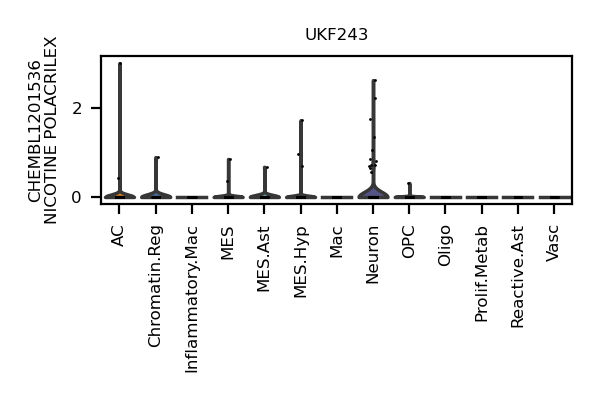 UKF243
CHEMBL1201536
NICOTINE POLACRILEX
2
0
AC
Chromatin.Reg
Inflammatory.Mac
MES
MES.Ast
MES.Hyp
Mac
Neuron
OPC
Oligo
Prolif.Metab
Reactive.Ast
Vasc